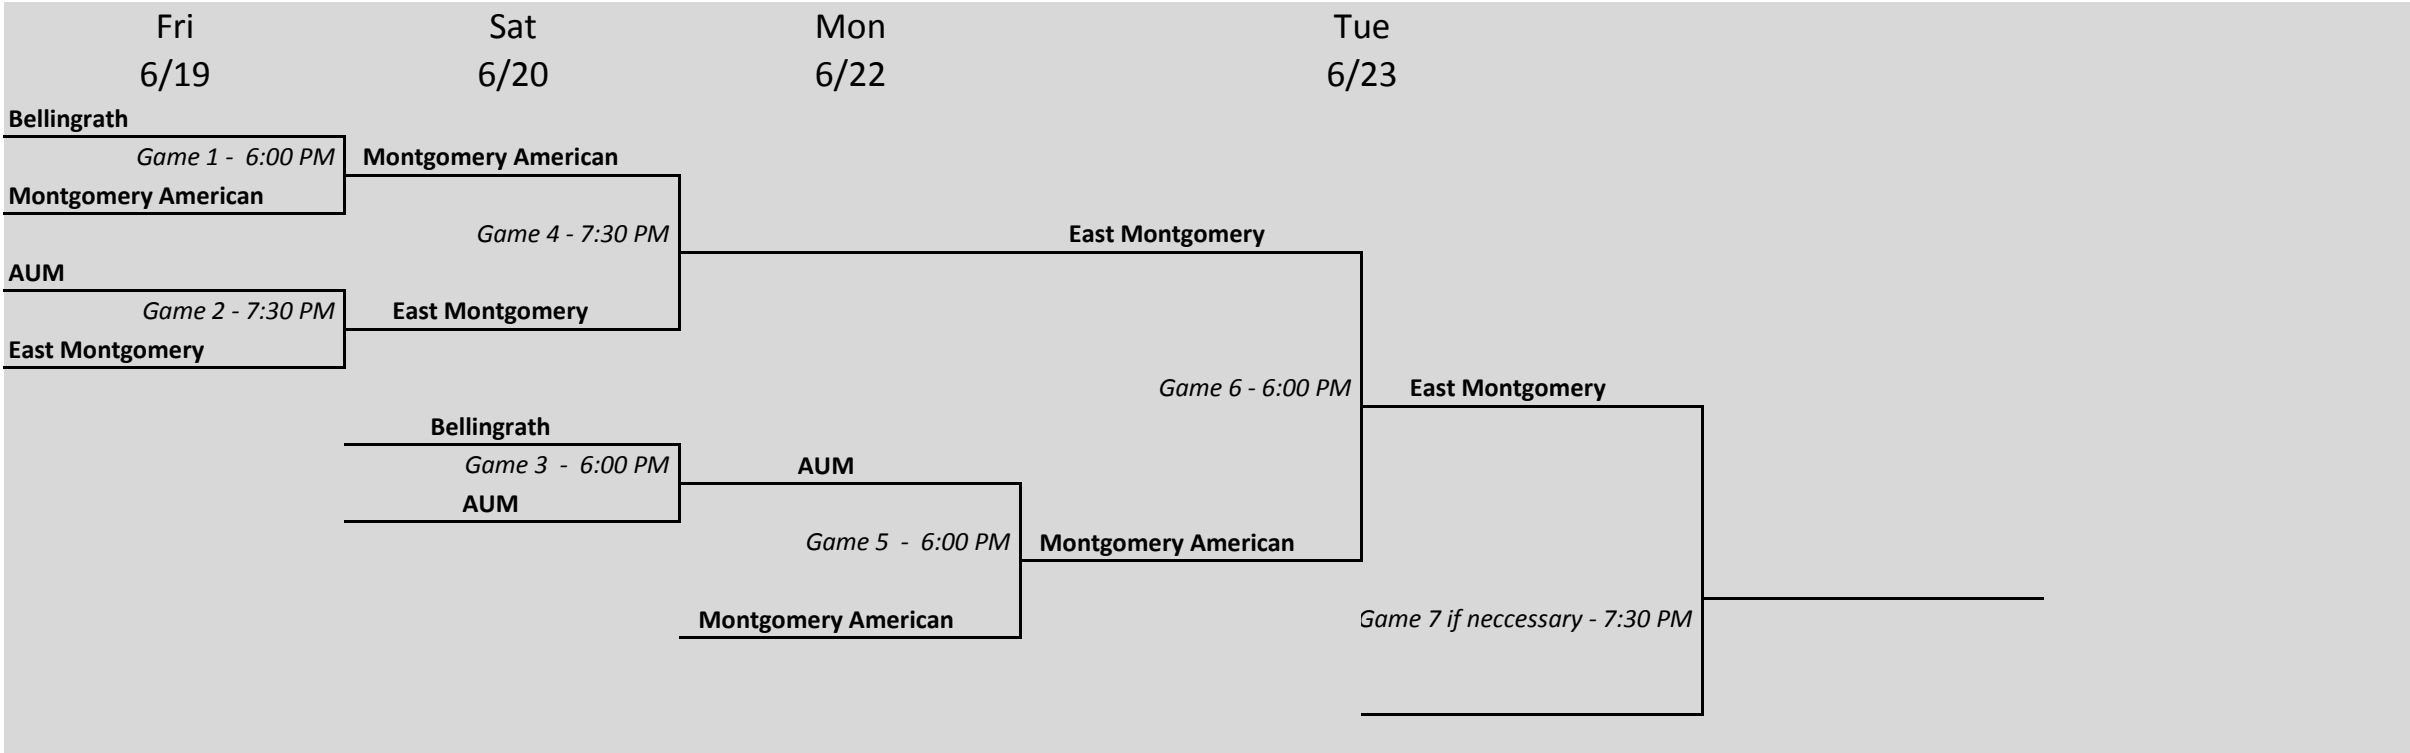 Fri Sat Mon Tue
6/19 6/20 6/22 6/23
Bellingrath
Game 1 - 6:00 PM Montgomery American
Montgomery American
Game 4 - 7:30 PM East Montgomery
AUM
Game 2 - 7:30 PM East Montgomery
East Montgomery
Game 6 - 6:00 PM East Montgomery
Bellingrath
Game 3 - 6:00 PM AUM
AUM
Game 5 - 6:00 PM Montgomery American
Montgomery American Game 7 if neccessary - 7:30 PM